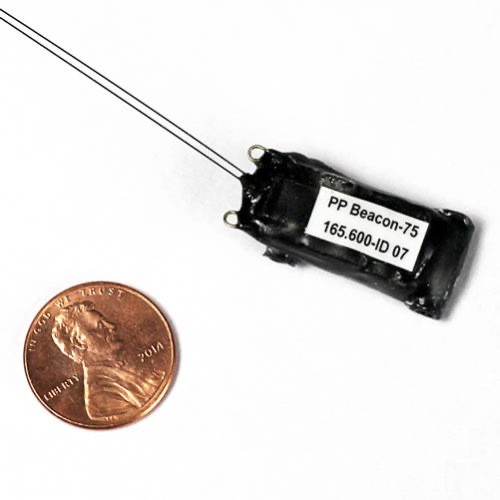 PP Beacon-75
165.600-ID 07
IN GOD WE TRUST
LIBERTY
2014